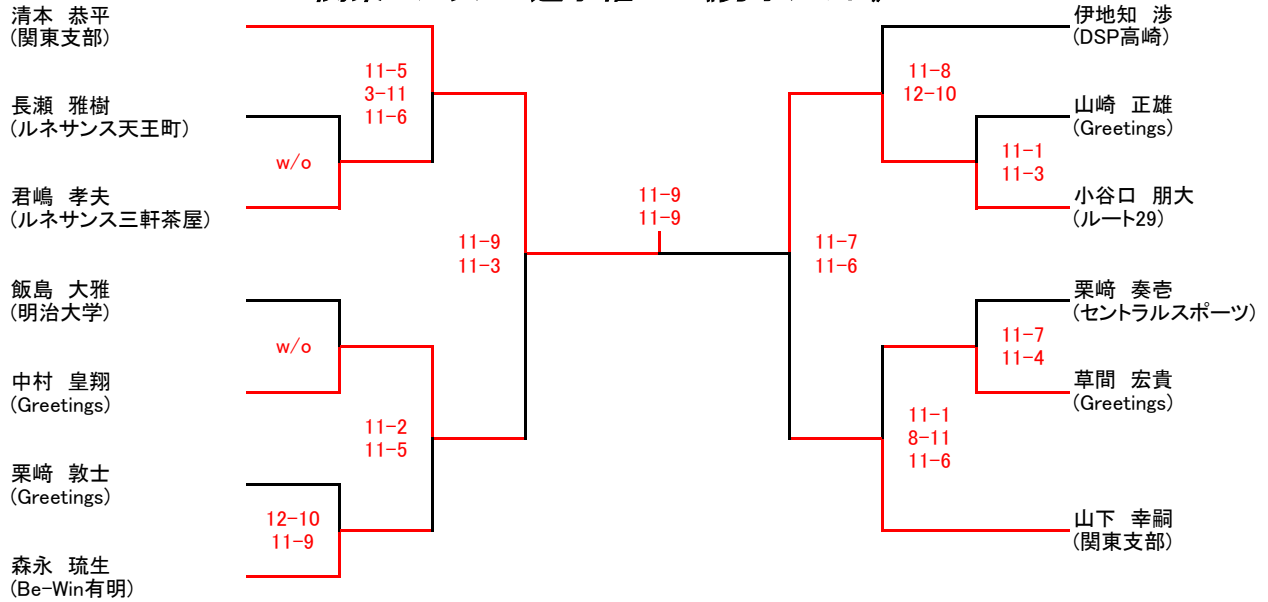 清本 恭平
(関東支部)
長瀬 雅樹
(ルネサンス天王町)
君嶋 孝夫
(ルネサンス三軒茶屋)
飯島 大雅
(明治大学)
中村 皇翔
(Greetings)
栗﨑 敦士
(Greetings)
森永 琉生
(Be-Win有明)
11-5
3-11
11-6
w/o
w/o
11-2
11-5
12-10
11-9
11-9
11-3
11-9
11-9
11-7
11-6
11-8
12-10
11-1
11-3
11-7
11-4
11-1
8-11
11-6
伊地知 渉
(DSP高崎)
山崎 正雄
(Greetings)
小谷口 朋大
(ルート29)
栗﨑 奏壱
(セントラルスポーツ)
草間 宏貴
(Greetings)
山下 幸嗣
(関東支部)